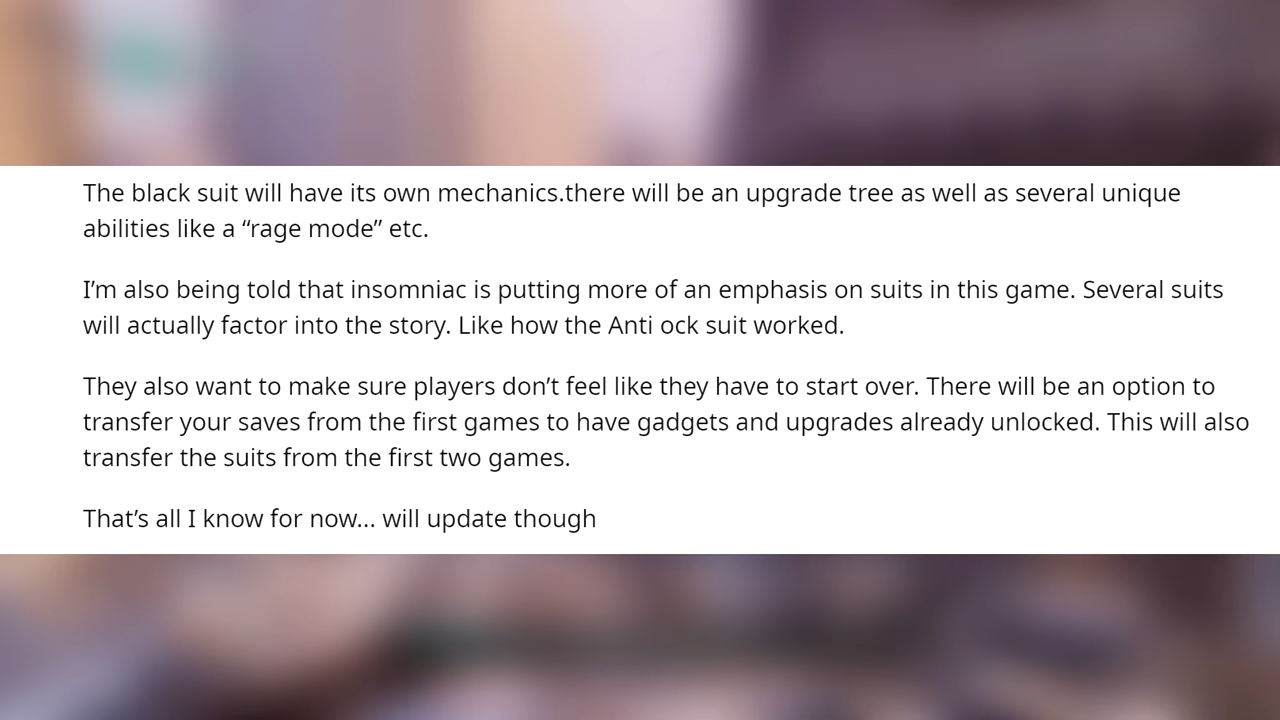 The black suit will have its own mechanics.there will be an upgrade tree as well as several unique
abilities like a “rage mode” etc.
I’m also being told that insomniac is putting more of an emphasis on suits in this game. Several suits
will actually factor into the story. Like how the Anti ock suit worked.
They also want to make sure players don’t feel like they have to start over. There will be an option to
transfer your saves from the first games to have gadgets and upgrades already unlocked. This will also
transfer the suits from the first two games.
That’s all I know for now... will update though